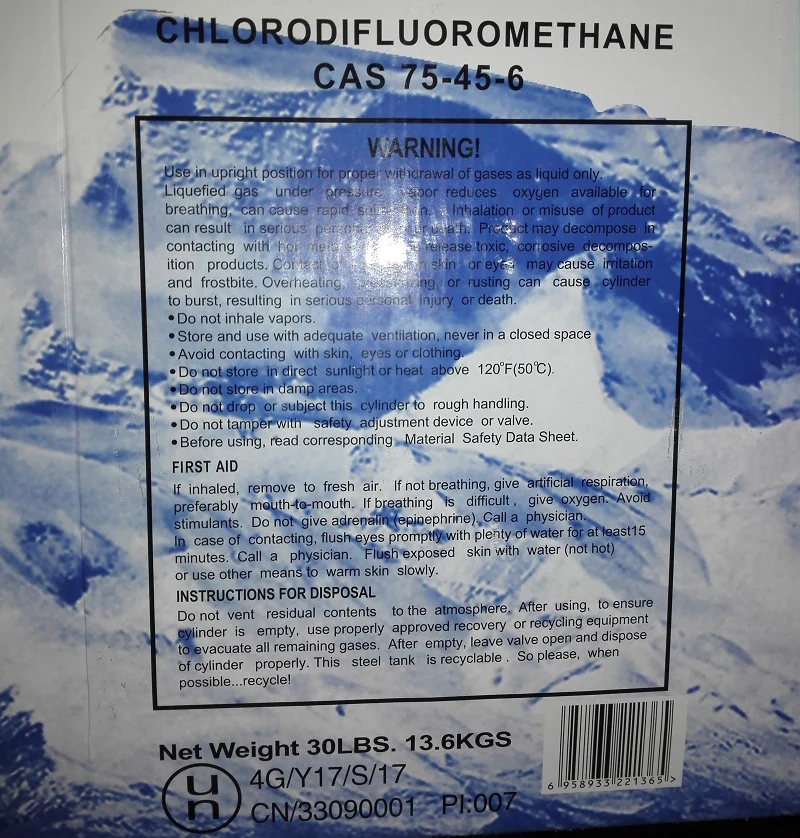 CHLORODIFLUOROMETHANE
CAS 75-45-6
WARNING!
Use in upright position for proper withdrawal of gases as liquid only.
Liquefied gas under pressure vapor reduces oxygen available for
breathing, can cause rapid Inhalation or misuse of product
can result in serious Product may decompose in
contacting with hot release toxic, corrosive decompos-
ition products. skin or eyes may cause irritation
and frostbite. Overheating, or rusting can cause cylinder
to burst, resulting in serious personal injury or death.
•Do not inhale vapors.
•Store and use with adequate ventilation, never in a closed space
•Avoid contacting with skin, eyes or clothing.
•Do not store in direct sunlight or heat above 120°F(50°C).
•Do not store in damp areas.
•Do not drop or subject this cylinder to rough handling.
•Do not tamper with safety adjustment device or valve.
•Before using, read corresponding Material Safety Data Sheet.
FIRST AID
If inhaled, remove to fresh air. If not breathing, give artificial respiration,
preferably mouth-to-mouth. If breathing is difficult, give oxygen. Avoid
stimulants. Do not give adrenalin (epinephrine). Call a physician.
In case of contacting, flush eyes promptly with plenty of water for at least15
minutes. Call a physician. Flush exposed skin with water (not hot)
or use other means to warm skin slowly.
INSTRUCTIONS FOR DISPOSAL
Do not vent residual contents to the atmosphere. After using, to ensure
cylinder is empty, use properly approved recovery or recycling equipment
to evacuate all remaining gases. After empty, leave valve open and dispose
of cylinder properly. This steel tank is recyclable. So please, when
possible...recycle!
Net Weight 30LBS. 13.6KGS
un
4G/Y17/S/17
CN/33090001 PI:007
6 958933 221365 >